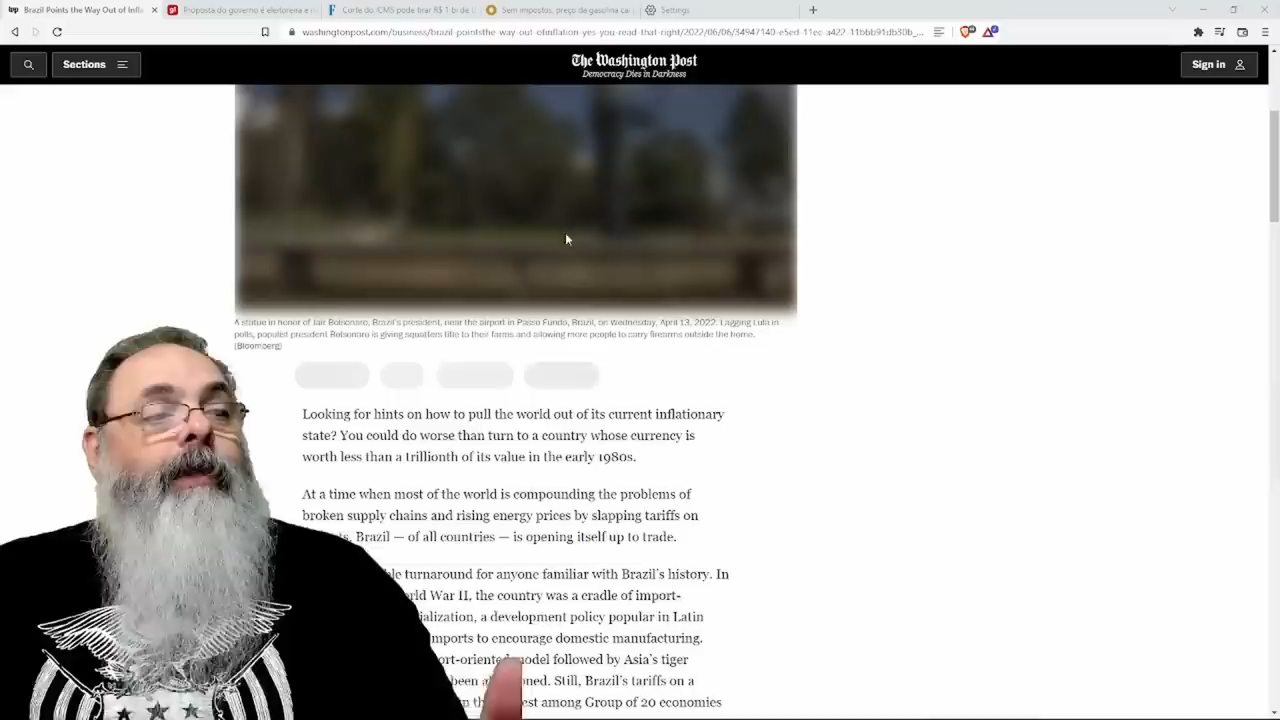 Brazil Points the Way Out of Infla
Proposta do governo é eleitoreira e n
Corte do ICMS pode tirar R$ 1 bi de
Sem impostos, preço da gasolina cai
Settings
washingtonpost.com/business/brazil-pointsthe-way-out-ofinflation-yes-you-read-that-right/2022/06/06/34947140-e5ed-11ec-a422-11bbb91db30b_...
Sections
The Washington Post
Democracy Dies in Darkness
Sign in
A statue in honor of Jair Bolsonaro, Brazil's president, near the airport in Passo Fundo, Brazil, on Wednesday, April 13, 2022. Lagging Lula in
polls, populist president Bolsonaro is giving squatters title to their farms and allowing more people to carry firearms outside the home.
(Bloomberg)
Looking for hints on how to pull the world out of its current inflationary
state? You could do worse than turn to a country whose currency is
worth less than a trillionth of its value in the early 1980s.
At a time when most of the world is compounding the problems of
broken supply chains and rising energy prices by slapping tariffs on
Brazil — of all countries — is opening itself up to trade.
turnaround for anyone familiar with Brazil's history. In
World War II, the country was a cradle of import-
a development policy popular in Latin
imports to encourage domestic manufacturing.
model followed by Asia's tiger
been Still, Brazil's tariffs on a
among Group of 20 economies